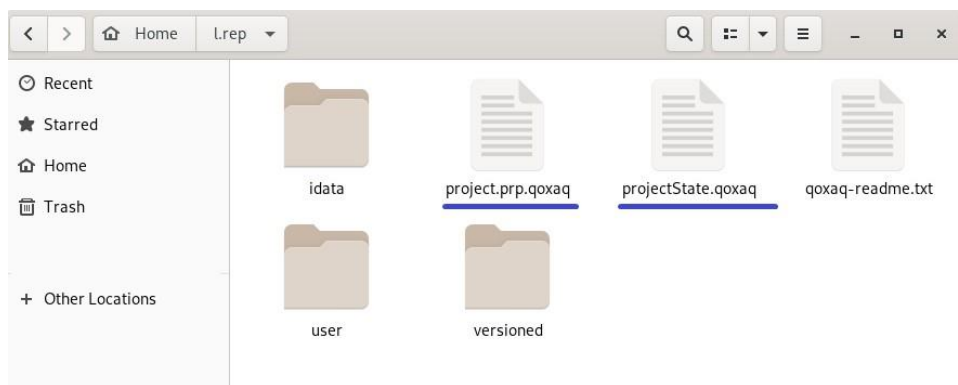 Home l.rep
Recent
Starred
Home
Trash
+ Other Locations
idata project.prp.qoxaq projectState.qoxaq qoxaq-readme.txt
user versioned